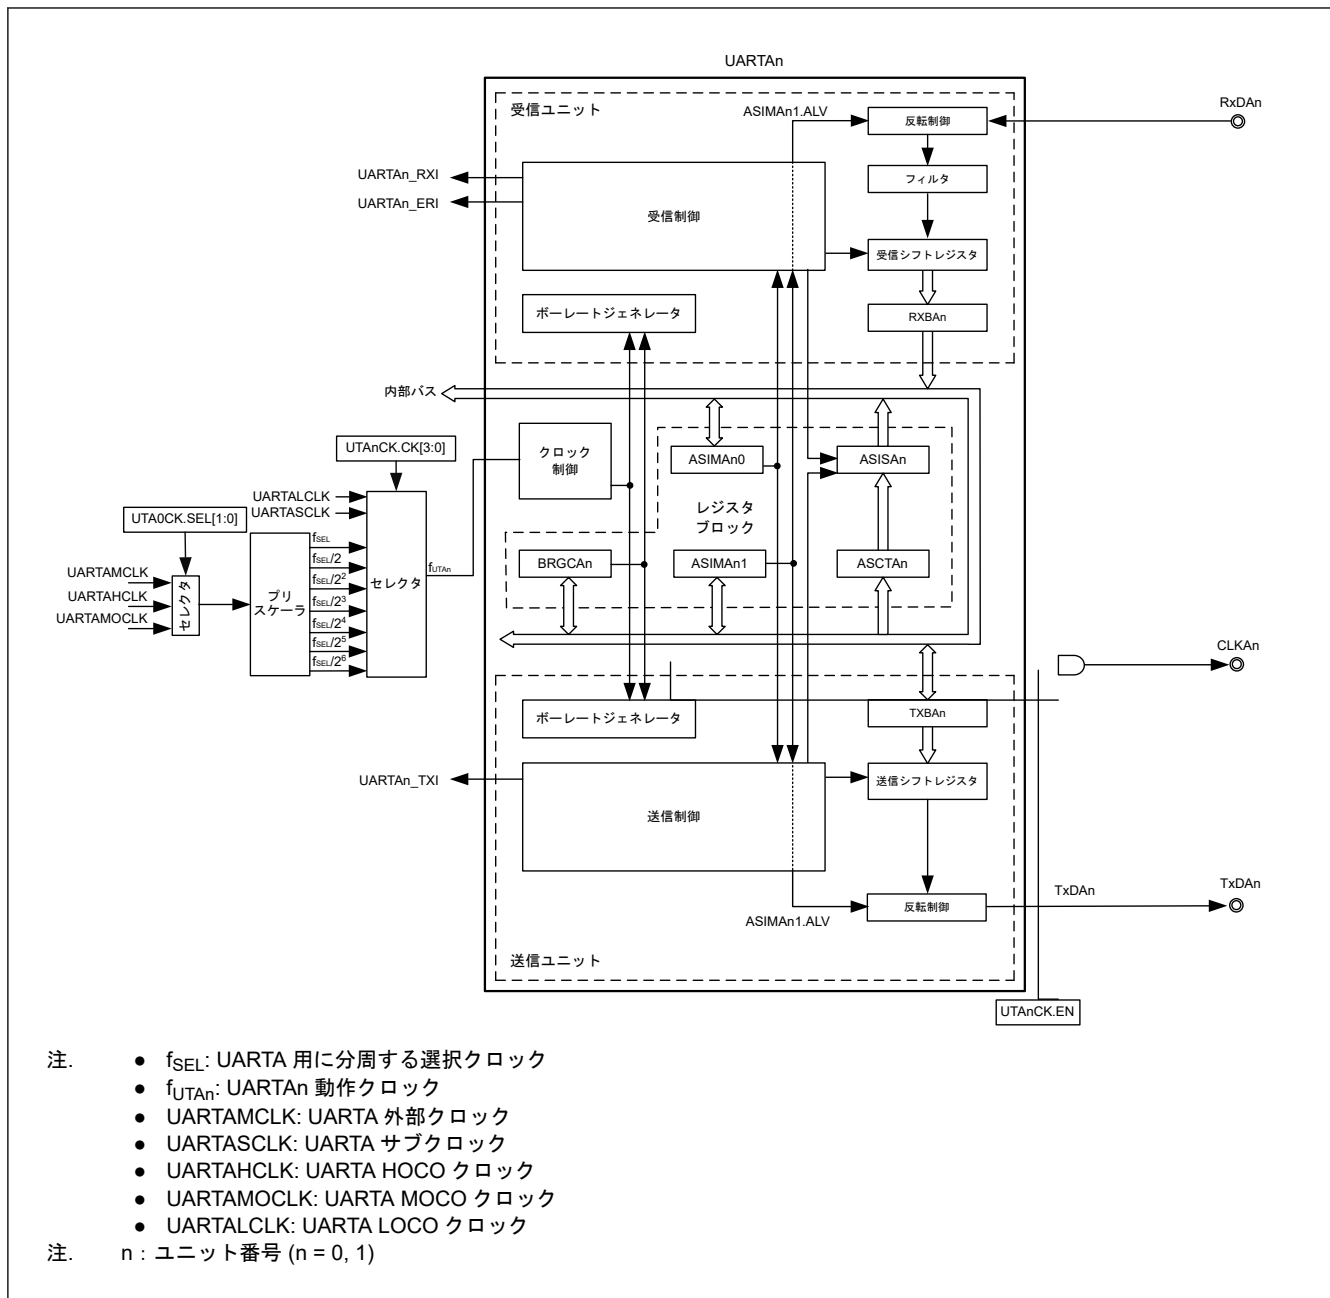 UARTAn
受信ユニット
ASIMAn1.ALV
反転制御
RxDAn
フィルタ
UARTAn_RXI
UARTAn_ERI
受信制御
受信シフトレジスタ
ボーレートジェネレータ
RXBAn
内部バス
UTAnCK.CK[3:0]
クロック
制御
ASIMAn0
ASISAn
UARTALCLK
UARTASCLK
レジスタ
ブロック
UTA0CK.SEL[1:0]
fSEL
fSEL/2
fSEL/2²
fSEL/2³
fSEL/2⁴
fSEL/2⁵
fSEL/2⁶
セレクタ
fUTAn
BRGCAn
ASIMAn1
ASCTAn
UARTAMCLK
UARTAHCLK
UARTAMOCLK
セレクタ
プリ
スケーラ
CLKAn
ボーレートジェネレータ
TXBAn
UARTAn_TXI
送信制御
送信シフトレジスタ
ASIMAn1.ALV
反転制御
TxDAn
TxDAn
送信ユニット
UTAnCK.EN
注. ● fSEL: UARTA 用に分周する選択クロック
● fUTAn: UARTAn 動作クロック
● UARTAMCLK: UARTA 外部クロック
● UARTASCLK: UARTA サブクロック
● UARTAHCLK: UARTA HOCO クロック
● UARTAMOCLK: UARTA MOCO クロック
● UARTALCLK: UARTA LOCO クロック
注. n : ユニット番号 (n = 0, 1)